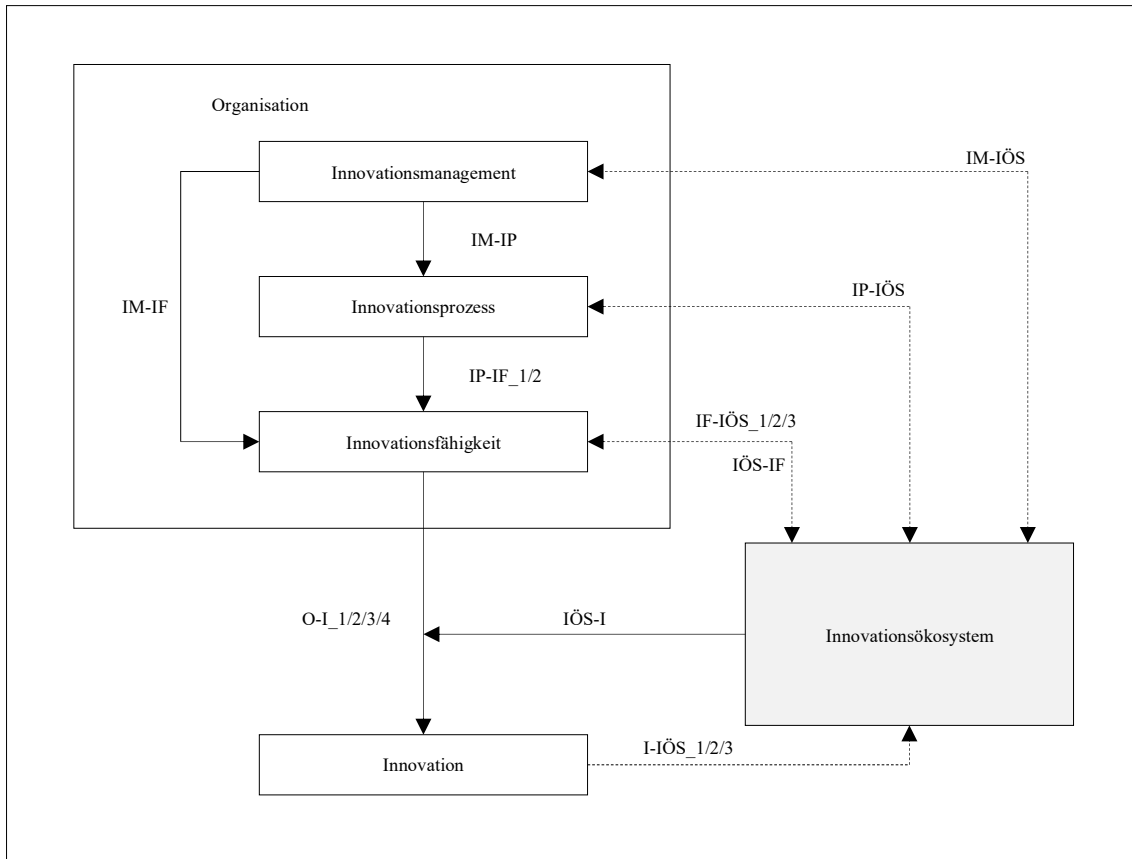 Organisation
Innovationsmanagement
IM-IÖS
IM-IP
Innovationsprozess
IP-IÖS
IM-IF
IP-IF_1/2
Innovationsfähigkeit
IF-IÖS_1/2/3
IÖS-IF
O-I_1/2/3/4
IÖS-I
Innovationsökosystem
Innovation
I-IÖS_1/2/3